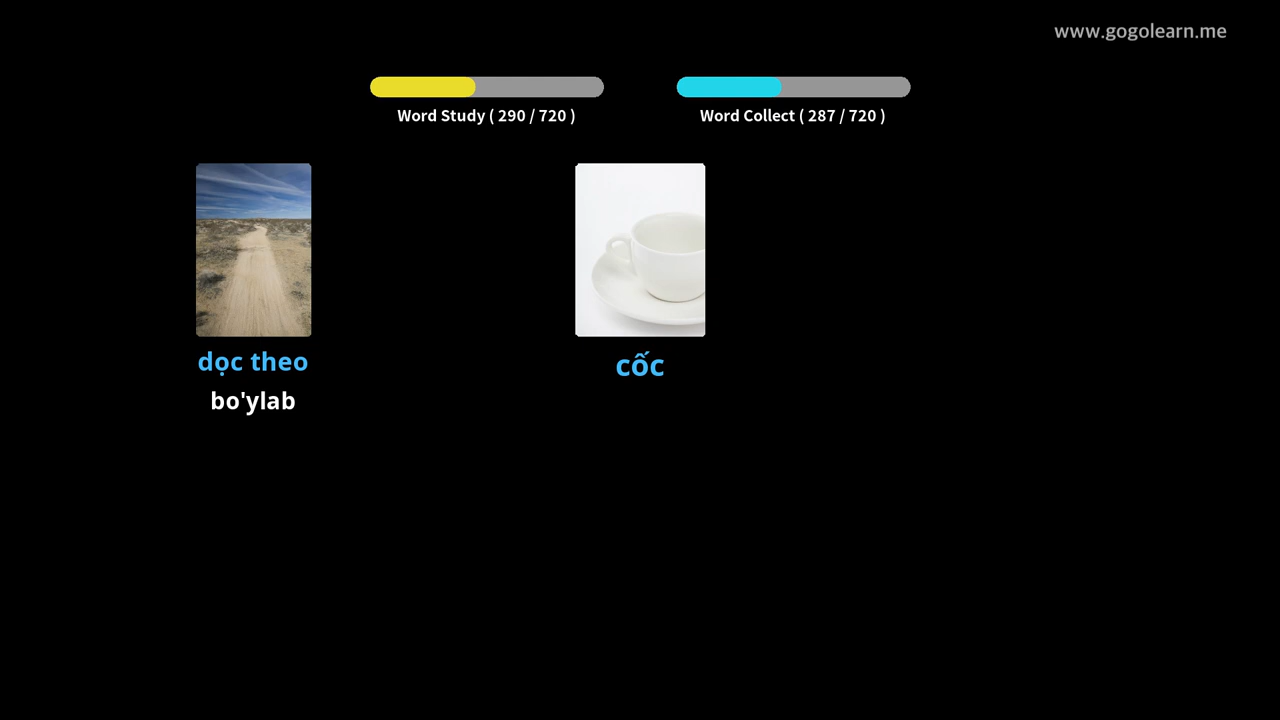 www.gogolearn.me
Word Study ( 290 / 720 )
Word Collect ( 287 / 720 )
dọc theo
bo'ylab
cốc